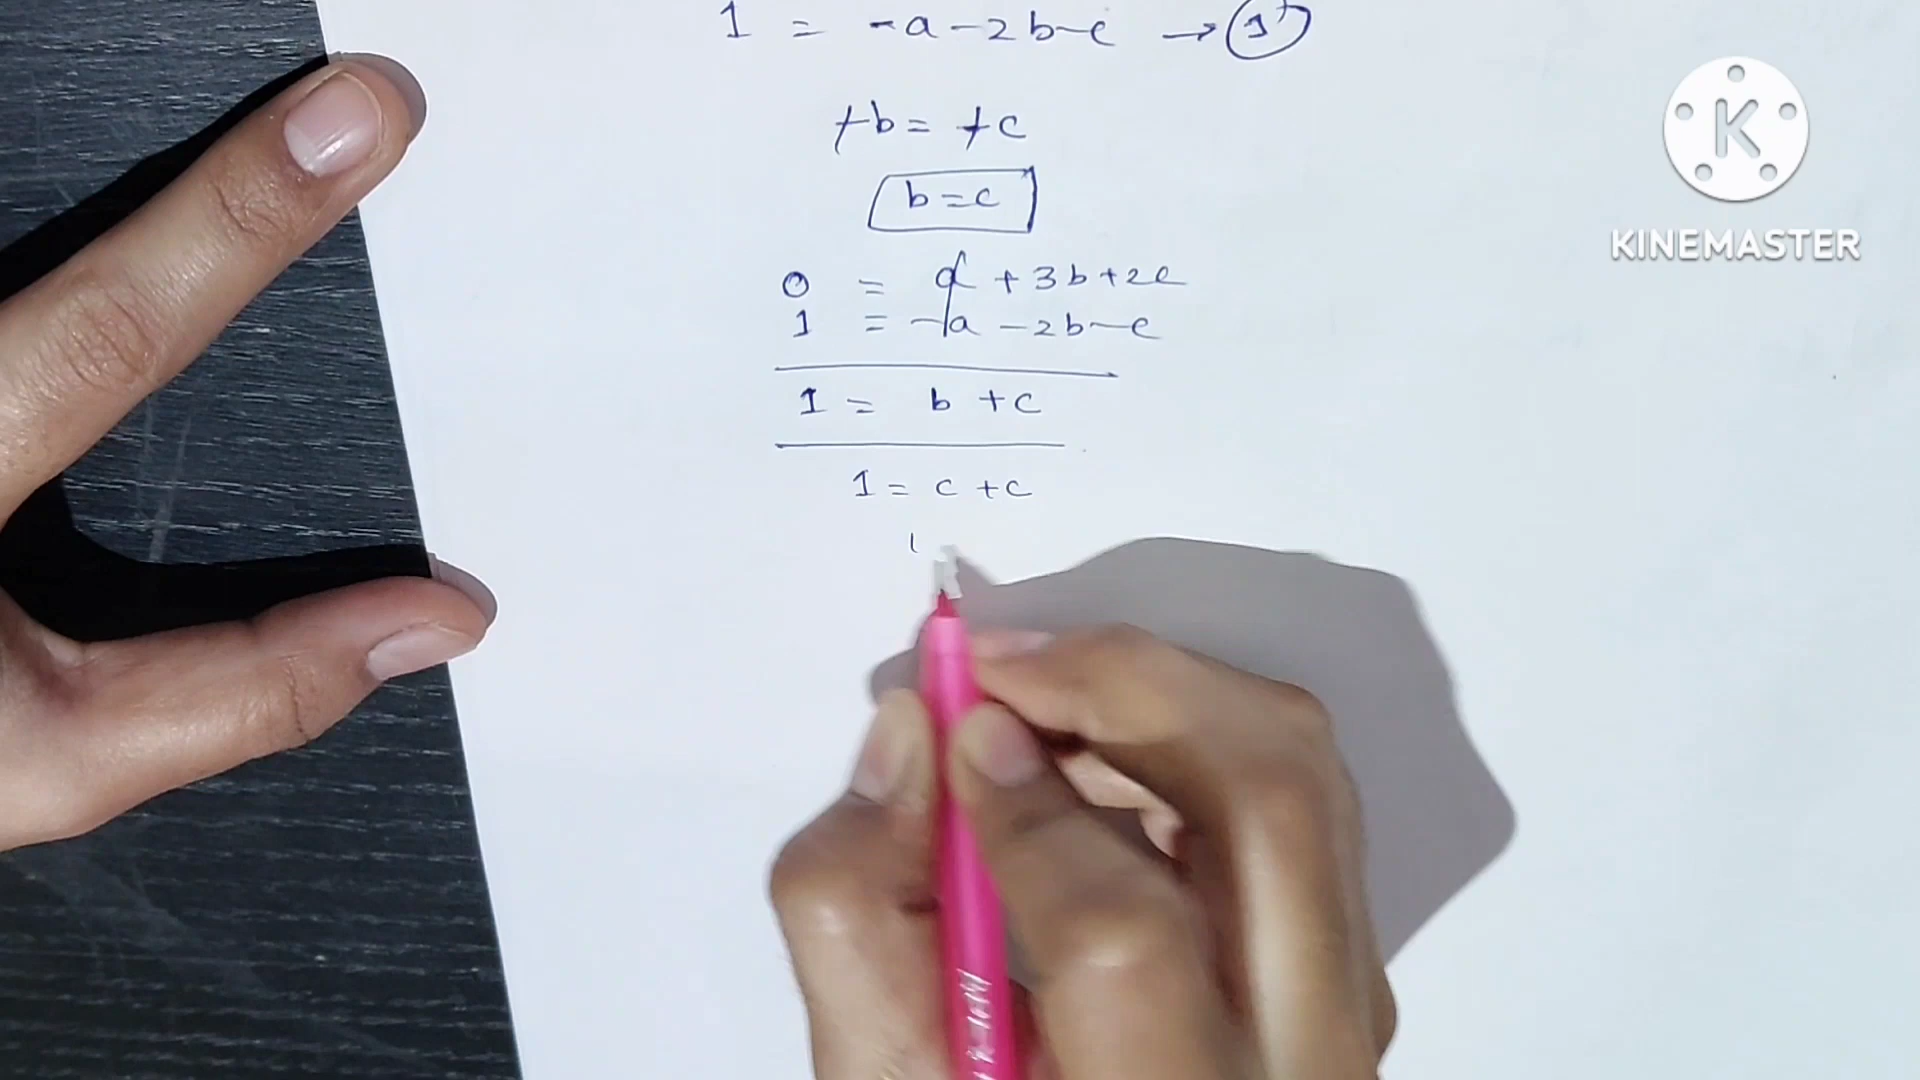 1 = -a-2b-c → 1
+b = +c
b=c
0 = a+3b+2c
1 = -a-2b-c
1 = b+c
1 = c+c
K
KINEMASTER